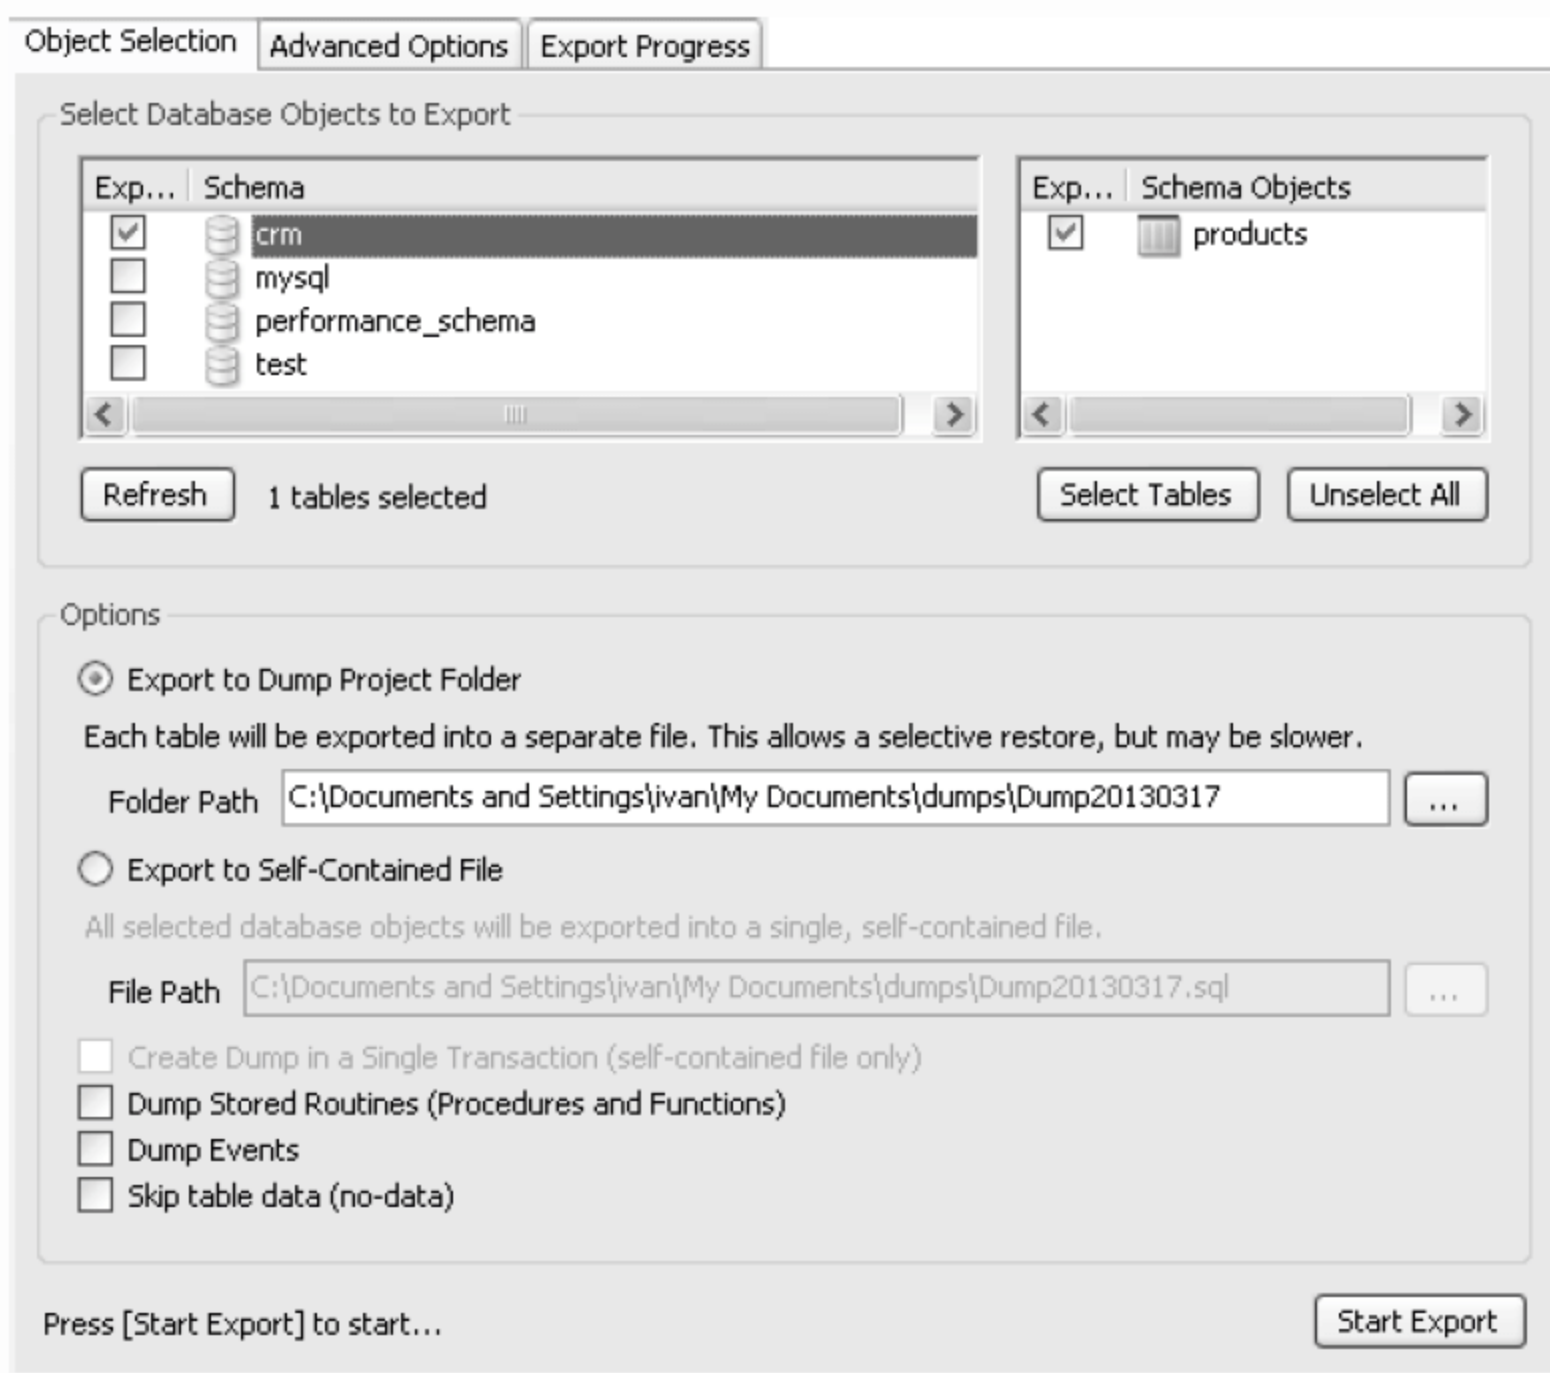 Object Selection Advanced Options Export Progress
Select Database Objects to Export
Exp... Schema
crm
mysql
performance_schema
test
Exp... Schema Objects
products
Refresh 1 tables selected Select Tables Unselect All
Options
Export to Dump Project Folder
Each table will be exported into a separate file. This allows a selective restore, but may be slower.
Folder Path C:\Documents and Settings\ivan\My Documents\dumps\Dump20130317 ...
Export to Self-Contained File
All selected database objects will be exported into a single, self-contained file.
File Path C:\Documents and Settings\ivan\My Documents\dumps\Dump20130317.sql ...
Create Dump in a Single Transaction (self-contained file only)
Dump Stored Routines (Procedures and Functions)
Dump Events
Skip table data (no-data)
Press [Start Export] to start... Start Export